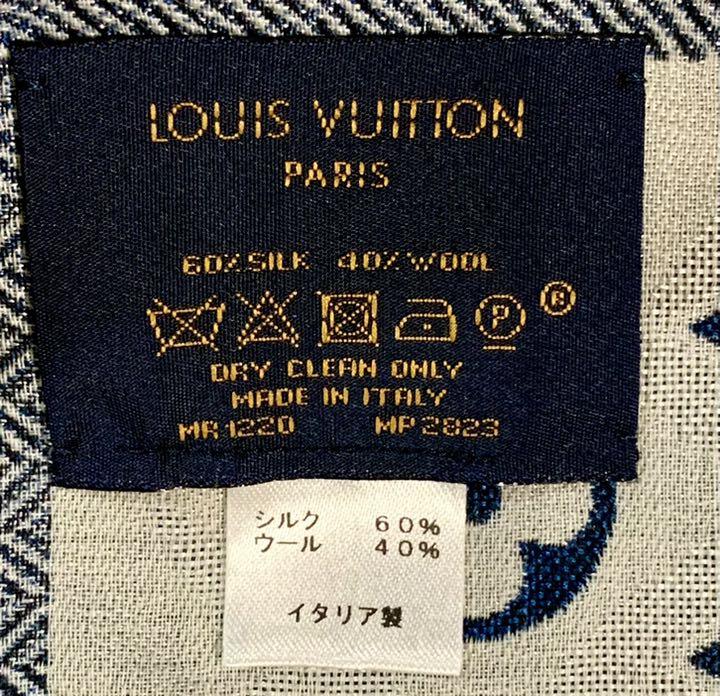 LOUIS VUITTON
PARIS
60% SILK 40% WOOL
P ®
DRY CLEAN ONLY
MADE IN ITALY
MR1220 MP2823
シルク 60%
ウール 40%
イタリア製